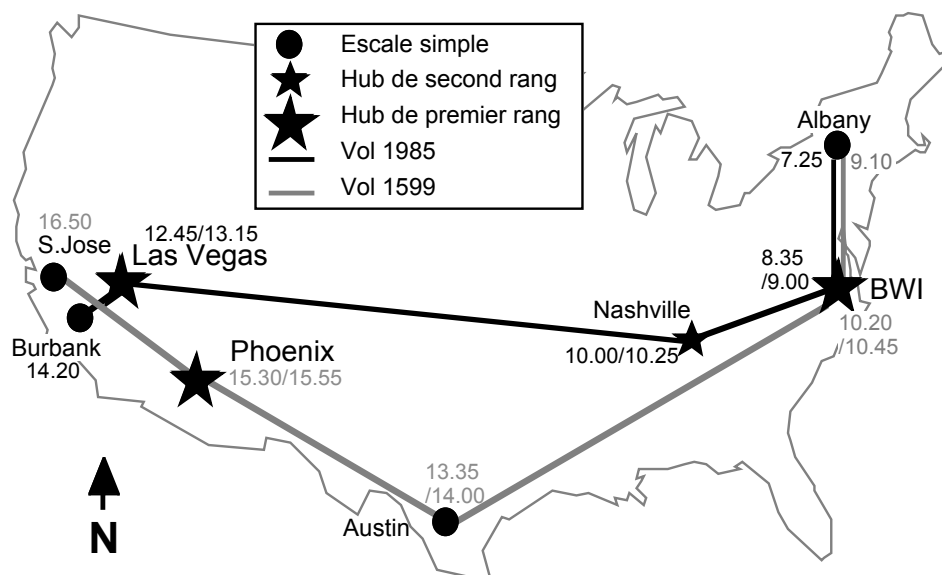 Escale simple
Hub de second rang
Hub de premier rang
Vol 1985
Vol 1599
Albany
7.25
9.10
16.50
S.Jose
12.45/13.15
Las Vegas
8.35
/9.00
BWI
10.20
/10.45
Nashville
10.00/10.25
Burbank
14.20
Phoenix
15.30/15.55
13.35
/14.00
Austin
N